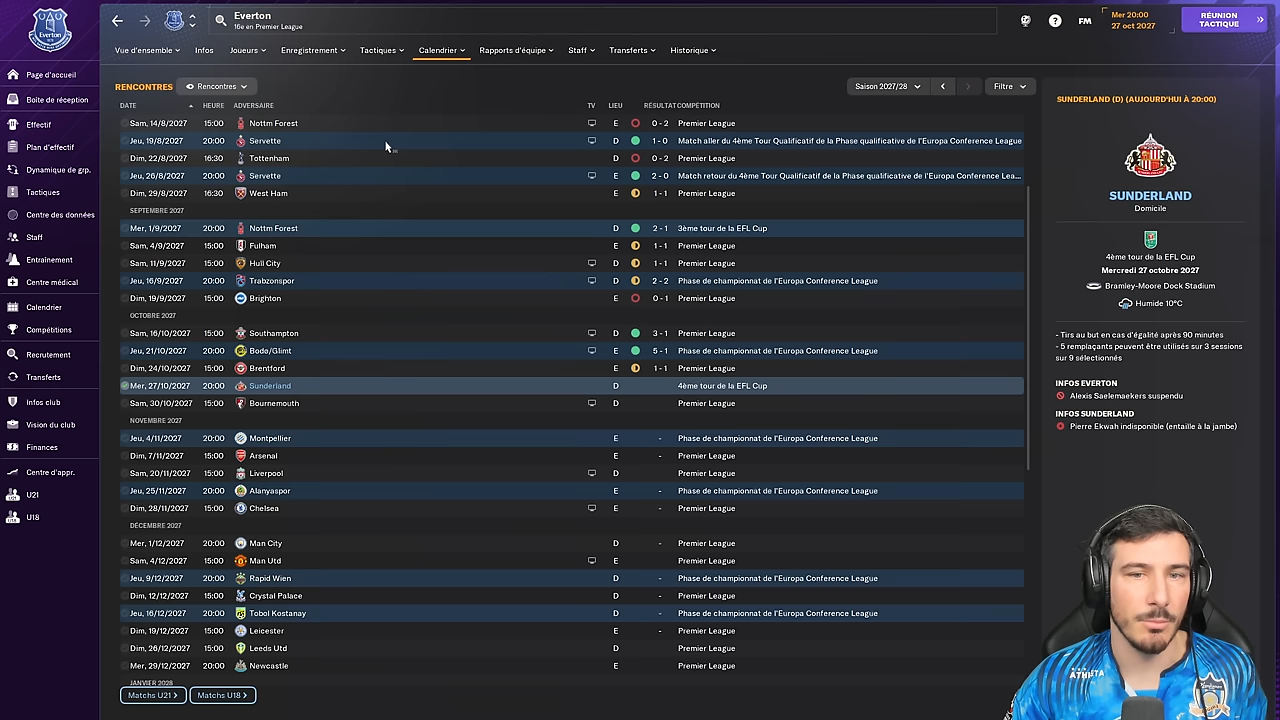 Everton
16e en Premier League
FM
Mer 20:00
27 oct 2027
RÉUNION
TACTIQUE
Everton
Vue d'ensemble
Infos
Joueurs
Enregistrement
Tactiques
Calendrier
Rapports d'équipe
Staff
Transferts
Historique
Page d'accueil
Boîte de réception
Effectif
Plan d'effectif
Dynamique de grp.
Tactiques
Centre des données
Staff
Entraînement
Centre médical
Calendrier
Compétitions
Recrutement
Transferts
Infos club
Vision du club
Finances
Centre d'appr.
U21
U18
RENCONTRES Rencontres Saison 2027/28 Filtre
DATE HEURE ADVERSAIRE TV LIEU RÉSULTAT COMPÉTITION
Sam, 14/8/2027 15:00 Nottm Forest E 0 - 2 Premier League
Jeu, 19/8/2027 20:00 Servette D 1 - 0 Match aller du 4ème Tour Qualificatif de la Phase qualificative de l'Europa Conference League
Dim, 22/8/2027 16:30 Tottenham D 0 - 2 Premier League
Jeu, 26/8/2027 20:00 Servette E 2 - 0 Match retour du 4ème Tour Qualificatif de la Phase qualificative de l'Europa Conference Lea...
Dim, 29/8/2027 16:30 West Ham E 1 - 1 Premier League
SEPTEMBRE 2027
Mer, 1/9/2027 20:00 Nottm Forest D 2 - 1 3ème tour de la EFL Cup
Sam, 4/9/2027 15:00 Fulham E 1 - 1 Premier League
Sam, 11/9/2027 15:00 Hull City D 1 - 1 Premier League
Jeu, 16/9/2027 20:00 Trabzonspor D 2 - 2 Phase de championnat de l'Europa Conference League
Dim, 19/9/2027 15:00 Brighton E 0 - 1 Premier League
OCTOBRE 2027
Sam, 16/10/2027 15:00 Southampton D 3 - 1 Premier League
Jeu, 21/10/2027 20:00 Bodø/Glimt D 5 - 1 Phase de championnat de l'Europa Conference League
Dim, 24/10/2027 15:00 Brentford E 1 - 1 Premier League
Mer, 27/10/2027 20:00 Sunderland D 4ème tour de la EFL Cup
Sam, 30/10/2027 15:00 Bournemouth D Premier League
NOVEMBRE 2027
Jeu, 4/11/2027 20:00 Montpellier E - Phase de championnat de l'Europa Conference League
Dim, 7/11/2027 15:00 Arsenal E - Premier League
Sam, 20/11/2027 15:00 Liverpool D - Premier League
Jeu, 25/11/2027 20:00 Alanyaspor E - Phase de championnat de l'Europa Conference League
Dim, 28/11/2027 15:00 Chelsea E - Premier League
DÉCEMBRE 2027
Mer, 1/12/2027 20:00 Man City D - Premier League
Sam, 4/12/2027 15:00 Man Utd E - Premier League
Jeu, 9/12/2027 20:00 Rapid Wien D - Phase de championnat de l'Europa Conference League
Dim, 12/12/2027 15:00 Crystal Palace D - Premier League
Jeu, 16/12/2027 20:00 Tobol Kostanay D - Phase de championnat de l'Europa Conference League
Dim, 19/12/2027 15:00 Leicester E - Premier League
Dim, 26/12/2027 15:00 Leeds Utd D Premier League
Mer, 29/12/2027 20:00 Newcastle E Premier League
JANVIER 2028
Matchs U21
Matchs U18
SUNDERLAND (D) (AUJOURD'HUI À 20:00)
SUNDERLAND
Domicile
4ème tour de la EFL Cup
Mercredi 27 octobre 2027
Bramley-Moore Dock Stadium
Humide 10°C
- Tirs au but en cas d'égalité après 90 minutes
- 5 remplaçants peuvent être utilisés sur 3 sessions
sur 9 sélectionnés
INFOS EVERTON
Alexis Saelemaekers suspendu
INFOS SUNDERLAND
Pierre Ekwah indisponible (entaille à la jambe)
ATHLETA